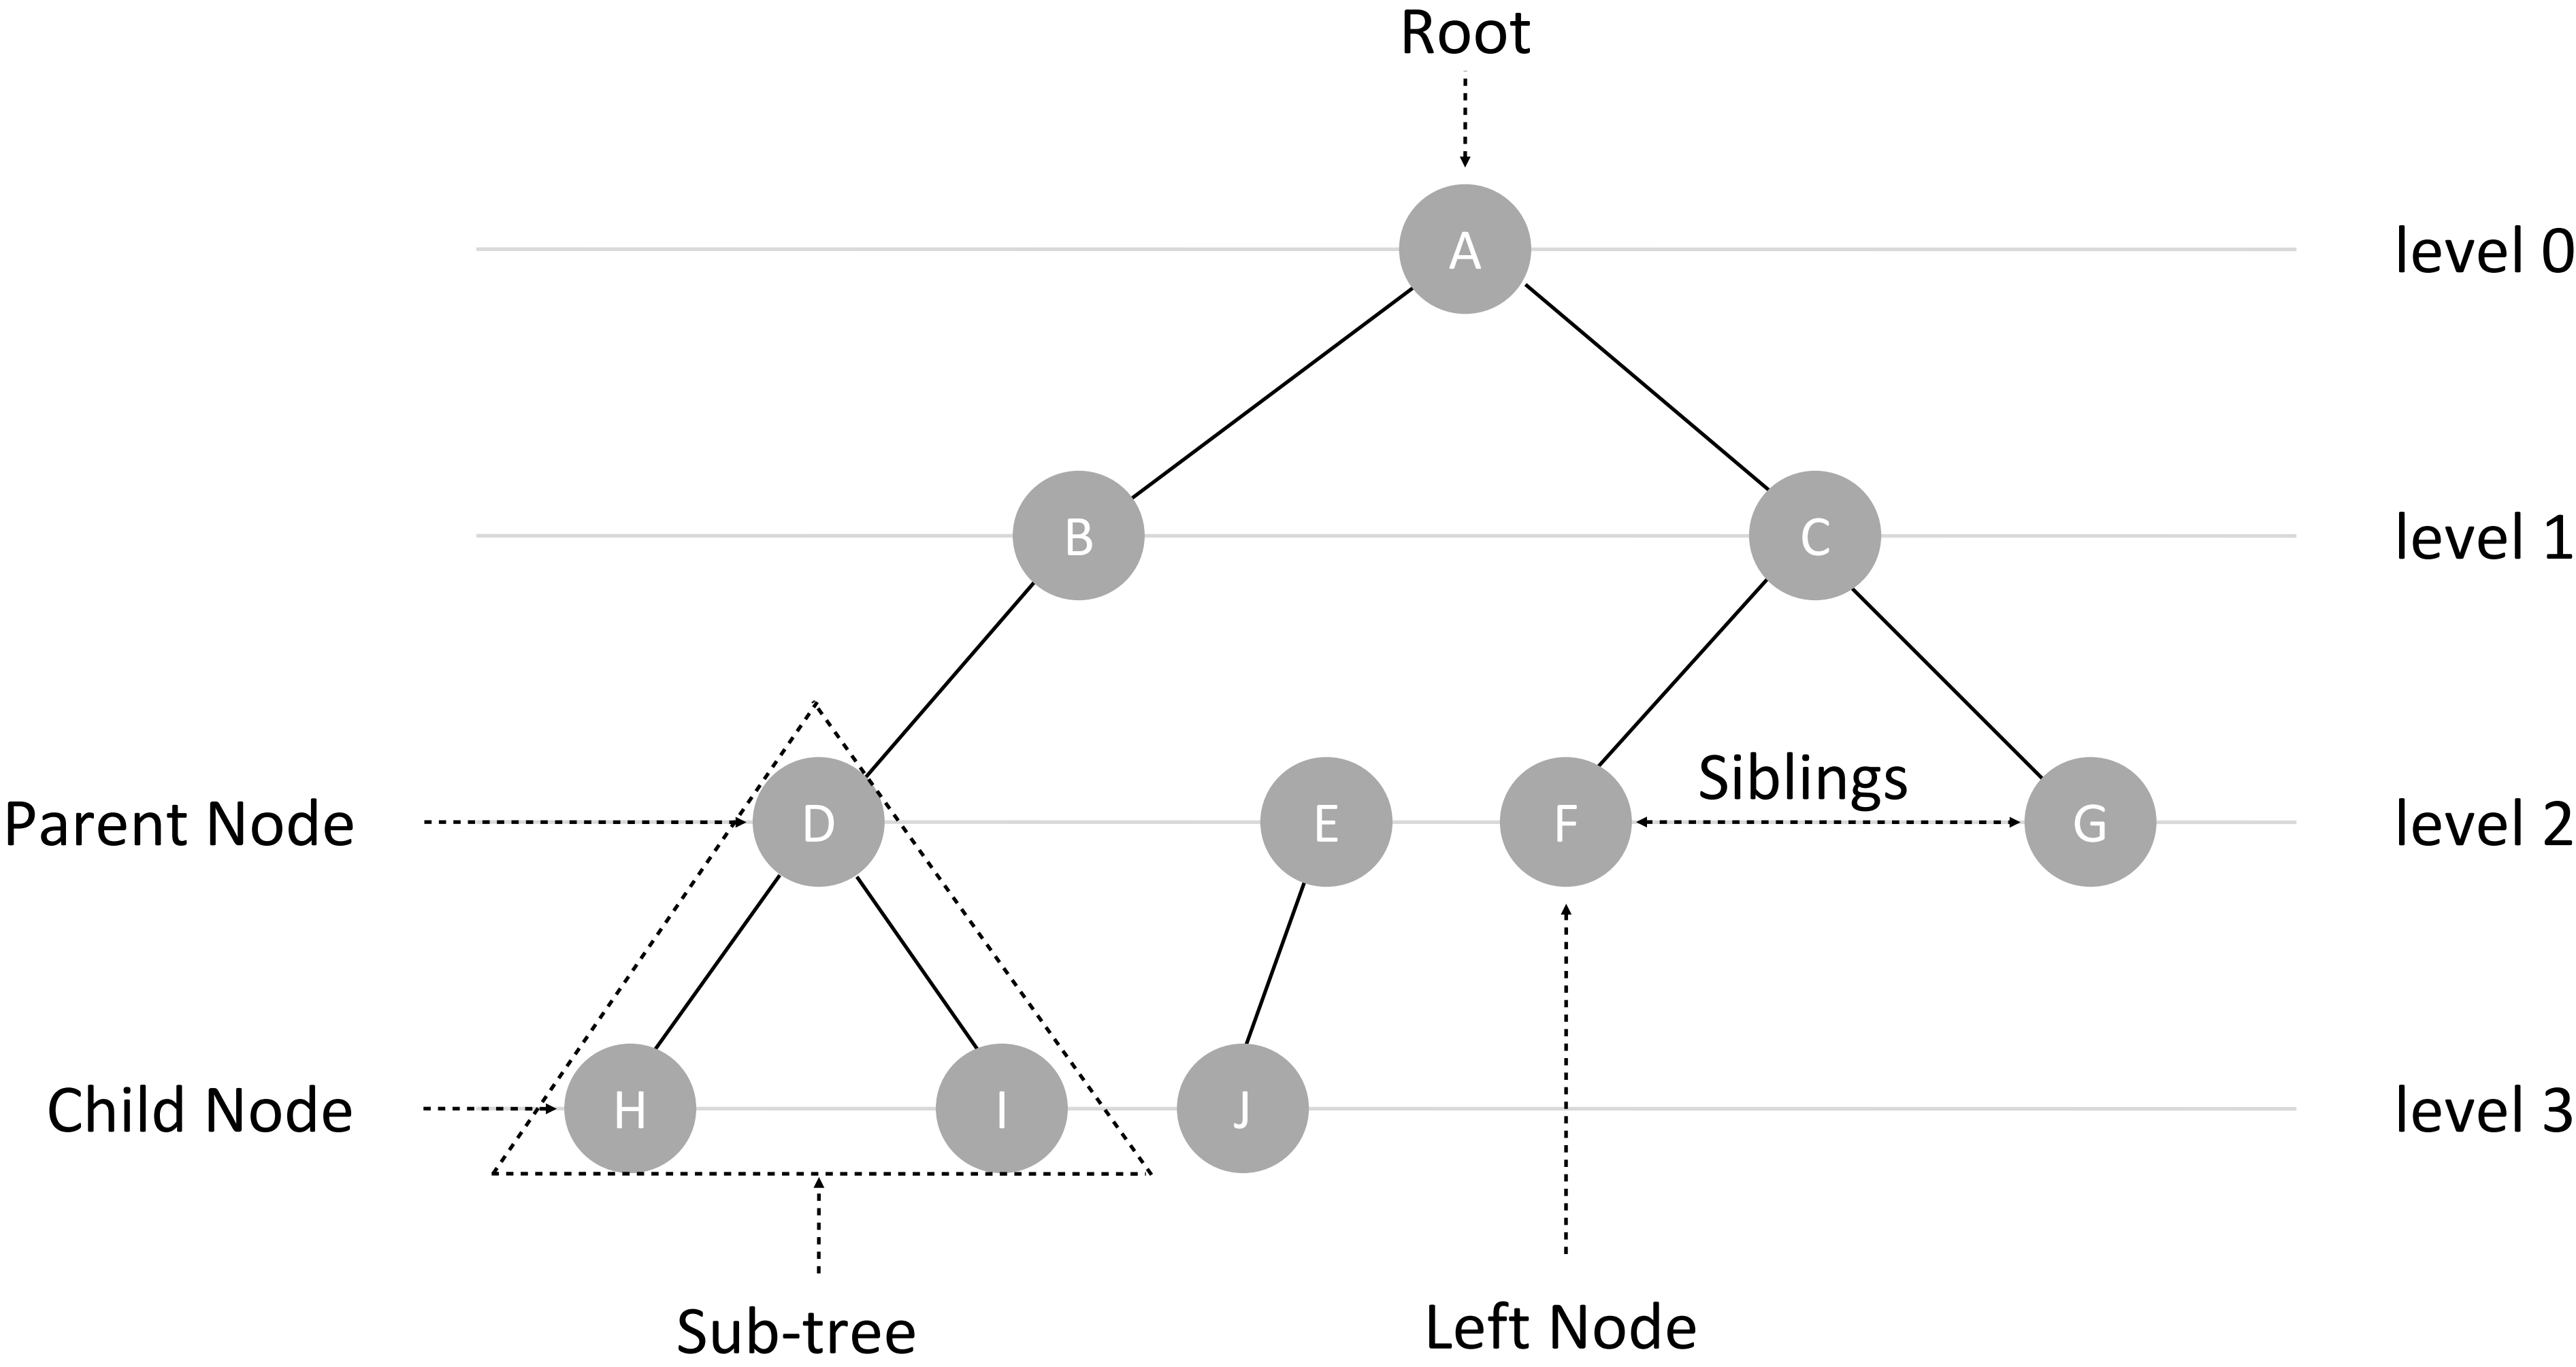 Root
A
level 0
B
C
level 1
Siblings
Parent Node
D
E
F
G
level 2
Child Node
H
I
J
level 3
Sub-tree
Left Node